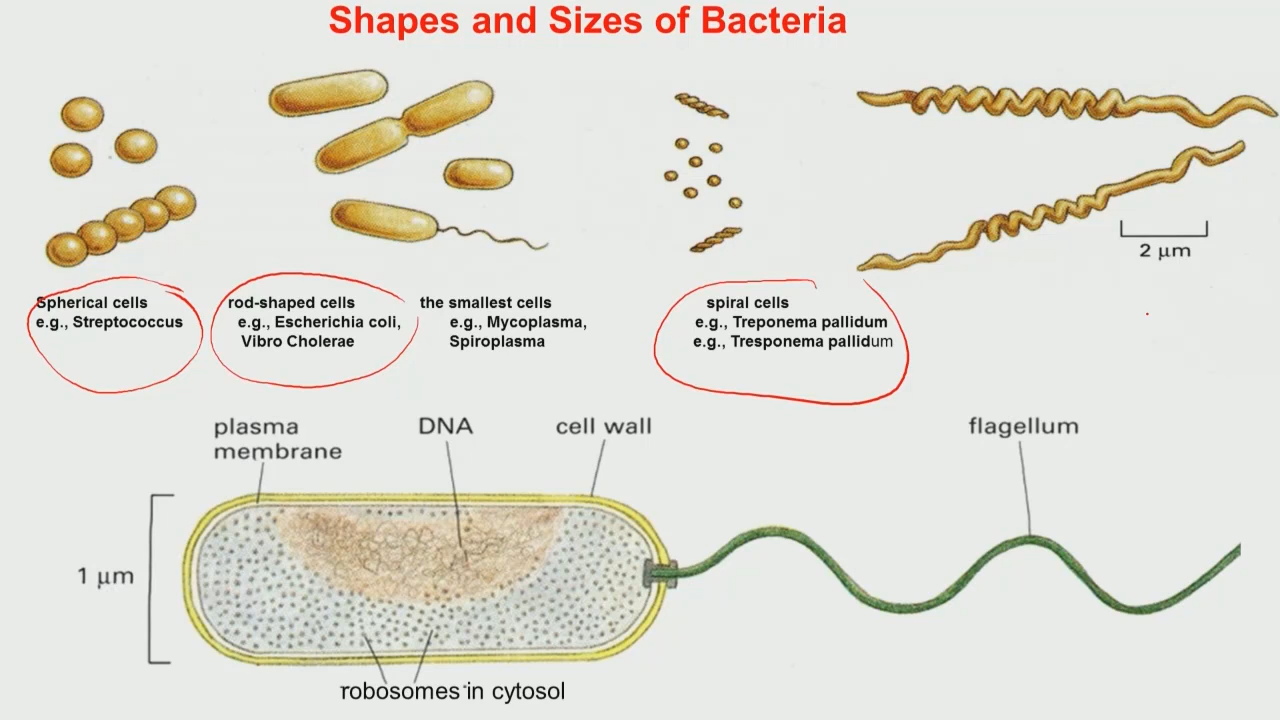 Shapes and Sizes of Bacteria
2 μm
Spherical cells
e.g., Streptococcus
rod-shaped cells
e.g., Escherichia coli,
Vibro Cholerae
the smallest cells
e.g., Mycoplasma,
Spiroplasma
spiral cells
e.g., Treponema pallidum
e.g., Tresponema pallidum
plasma
membrane
DNA
cell wall
flagellum
1 μm
robosomes in cytosol